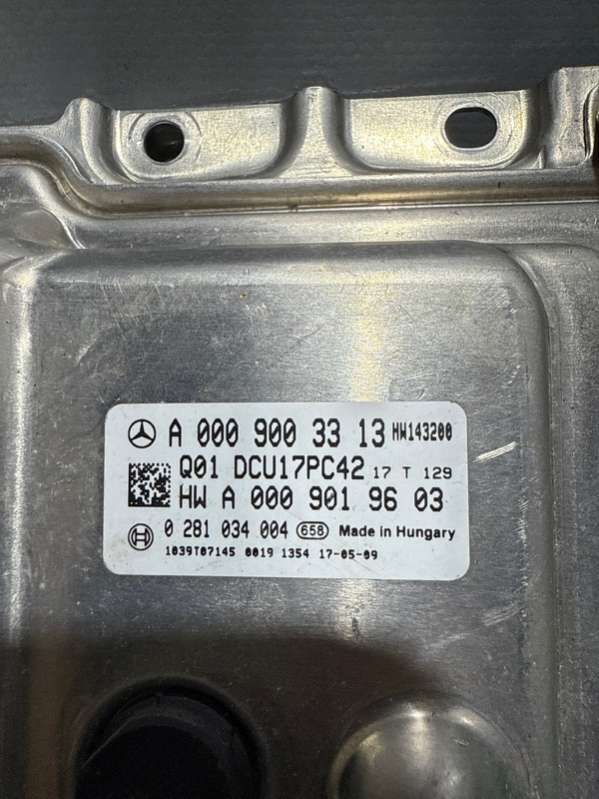 A 000 900 33 13 HW143200
Q01 DCU17PC42 17 T 129
HW A 000 901 96 03
0 281 034 004 658 Made in Hungary
1039T07145 0019 1354 17-05-09